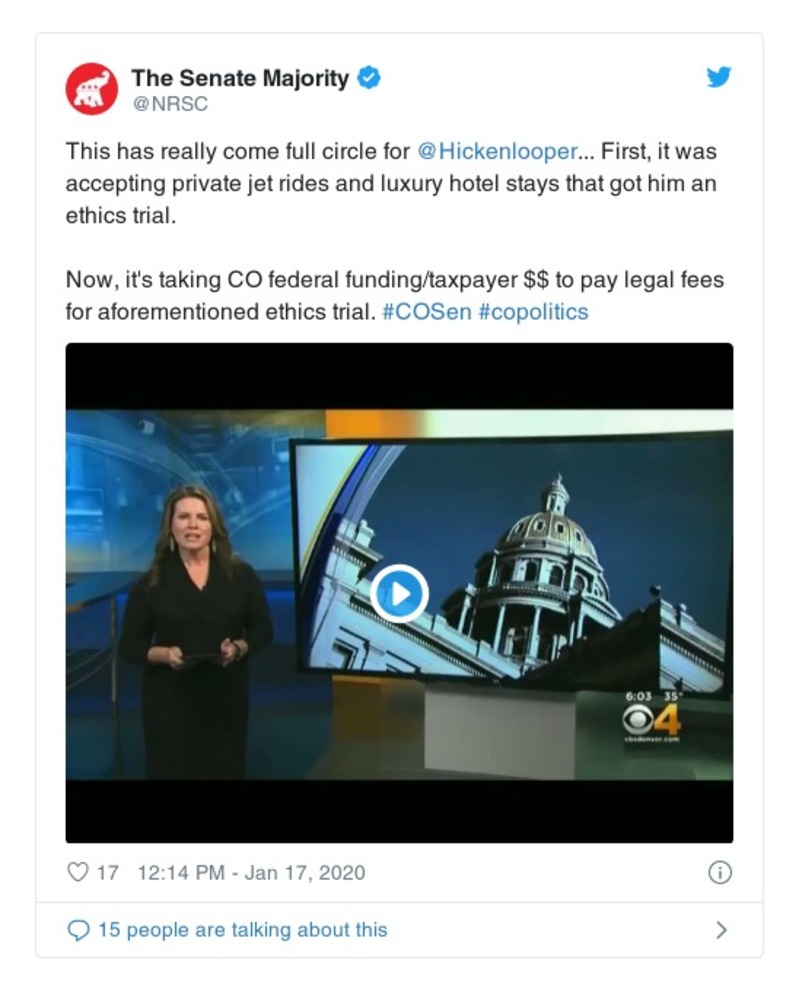 The Senate Majority
@NRSC
This has really come full circle for @Hickenlooper... First, it was
accepting private jet rides and luxury hotel stays that got him an
ethics trial.
Now, it's taking CO federal funding/taxpayer $$ to pay legal fees
for aforementioned ethics trial. #COSen #copolitics
6:03 35°
4
cbsdenver.com
17 12:14 PM - Jan 17, 2020
15 people are talking about this